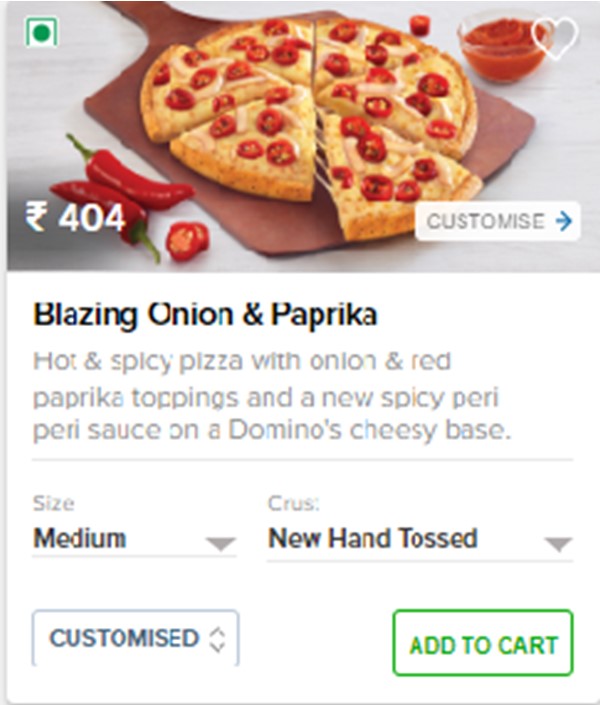 ₹ 404
CUSTOMISE
Blazing Onion & Paprika
Hot & spicy pizza with onion & red
paprika toppings and a new spicy peri
peri sauce on a Domino's cheesy base.
Size
Crust
Medium
New Hand Tossed
CUSTOMISED
ADD TO CART